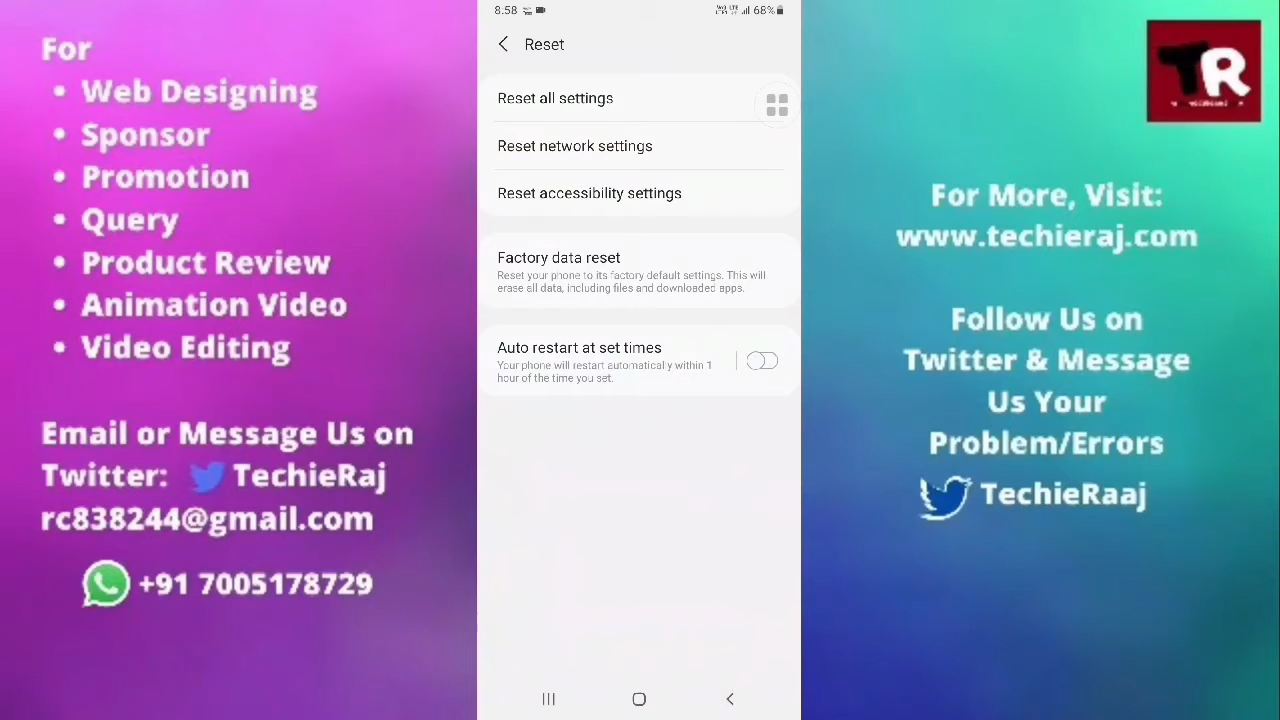 For
• Web Designing
• Sponsor
• Promotion
• Query
• Product Review
• Animation Video
• Video Editing
Email or Message Us on
Twitter: TechieRaj
rc838244@gmail.com
+91 7005178729
8:58
68%
Reset
Reset all settings
Reset network settings
Reset accessibility settings
Factory data reset
Reset your phone to its factory default settings. This will
erase all data, including files and downloaded apps.
Auto restart at set times
Your phone will restart automatical y within 1
hour of the time you set.
TR
For More, Visit:
www.techieraj.com
Follow Us on
Twitter & Message
Us Your
Problem/Errors
TechieRaaj